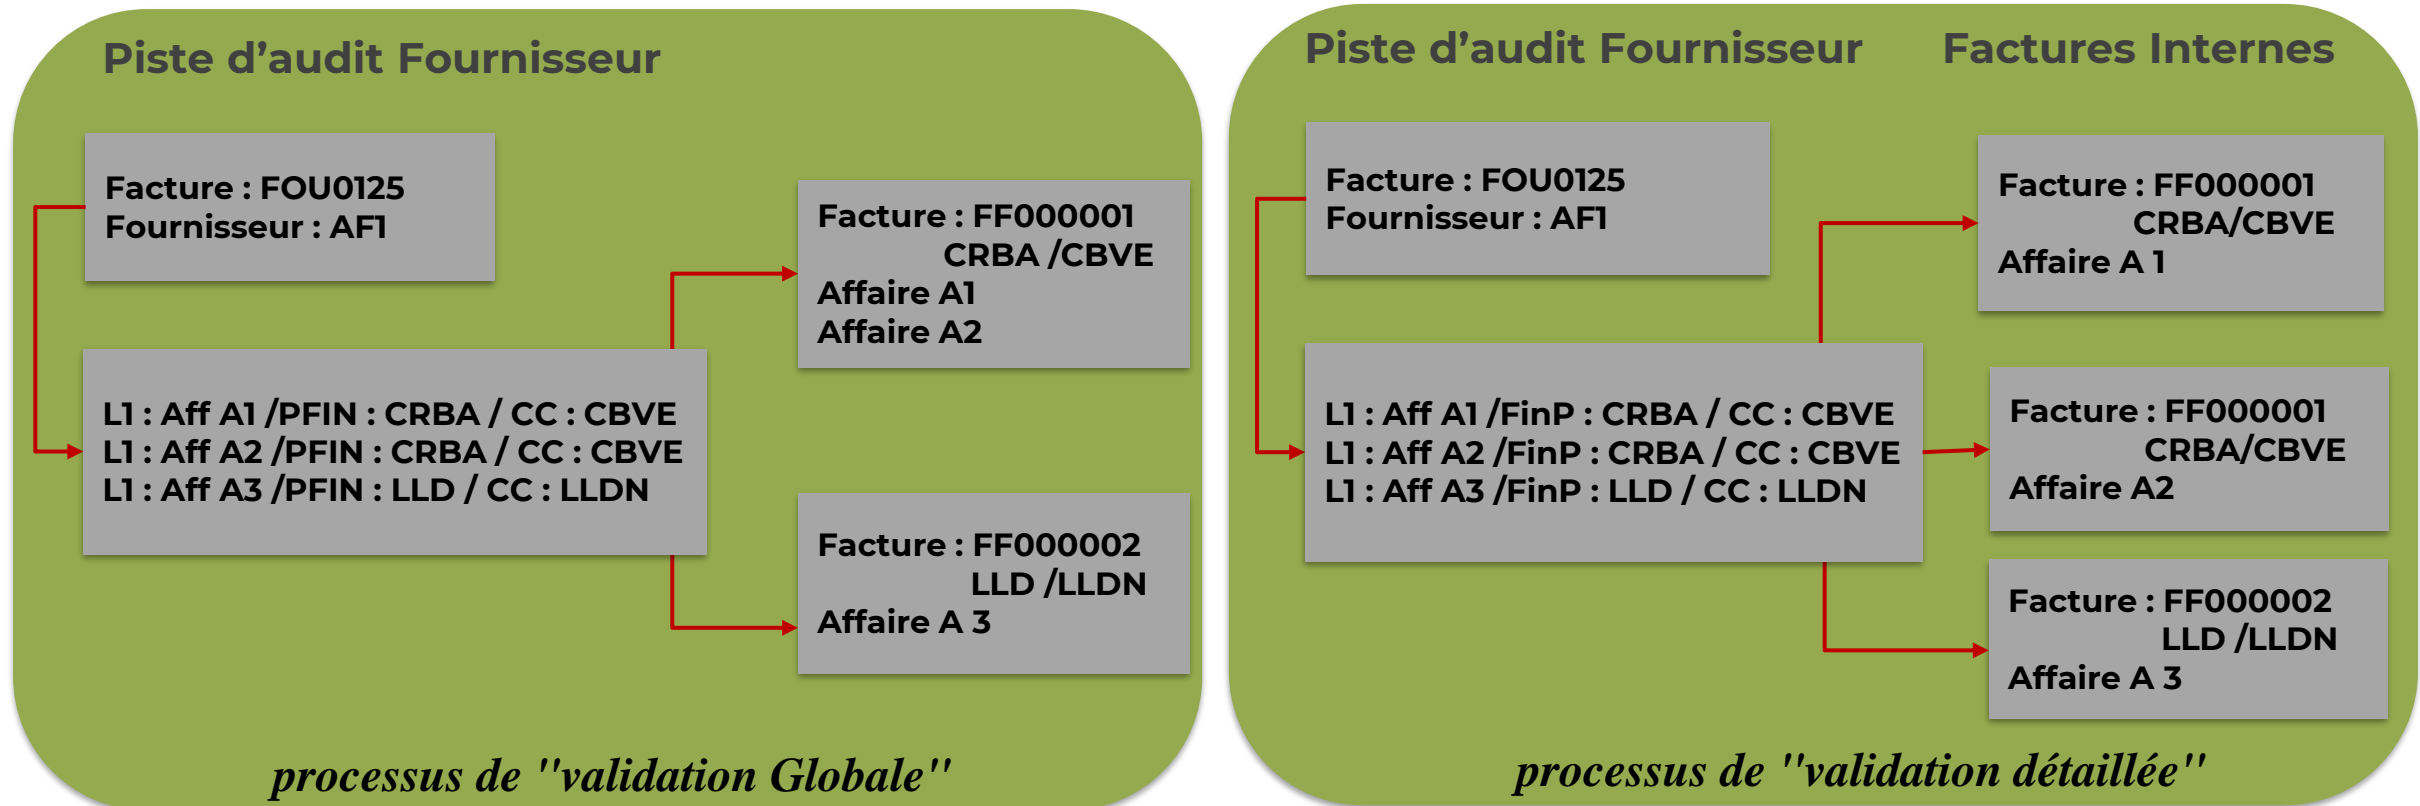 Piste d'audit Fournisseur
Facture : FOU0125
Fournisseur : AF1
L1 : Aff A1 /PFIN : CRBA / CC : CBVE
L1 : Aff A2 /PFIN : CRBA / CC : CBVE
L1 : Aff A3 /PFIN : LLD / CC : LLDN
Facture : FF000001
CRBA /CBVE
Affaire A1
Affaire A2
Facture : FF000002
LLD /LLDN
Affaire A 3
processus de "validation Globale"
Piste d'audit Fournisseur
Factures Internes
Facture : FOU0125
Fournisseur : AF1
L1 : Aff A1 /FinP : CRBA / CC : CBVE
L1 : Aff A2 /FinP : CRBA / CC : CBVE
L1 : Aff A3 /FinP : LLD / CC : LLDN
Facture : FF000001
CRBA/CBVE
Affaire A 1
Facture : FF000001
CRBA/CBVE
Affaire A2
Facture : FF000002
LLD /LLDN
Affaire A 3
processus de "validation détaillée"